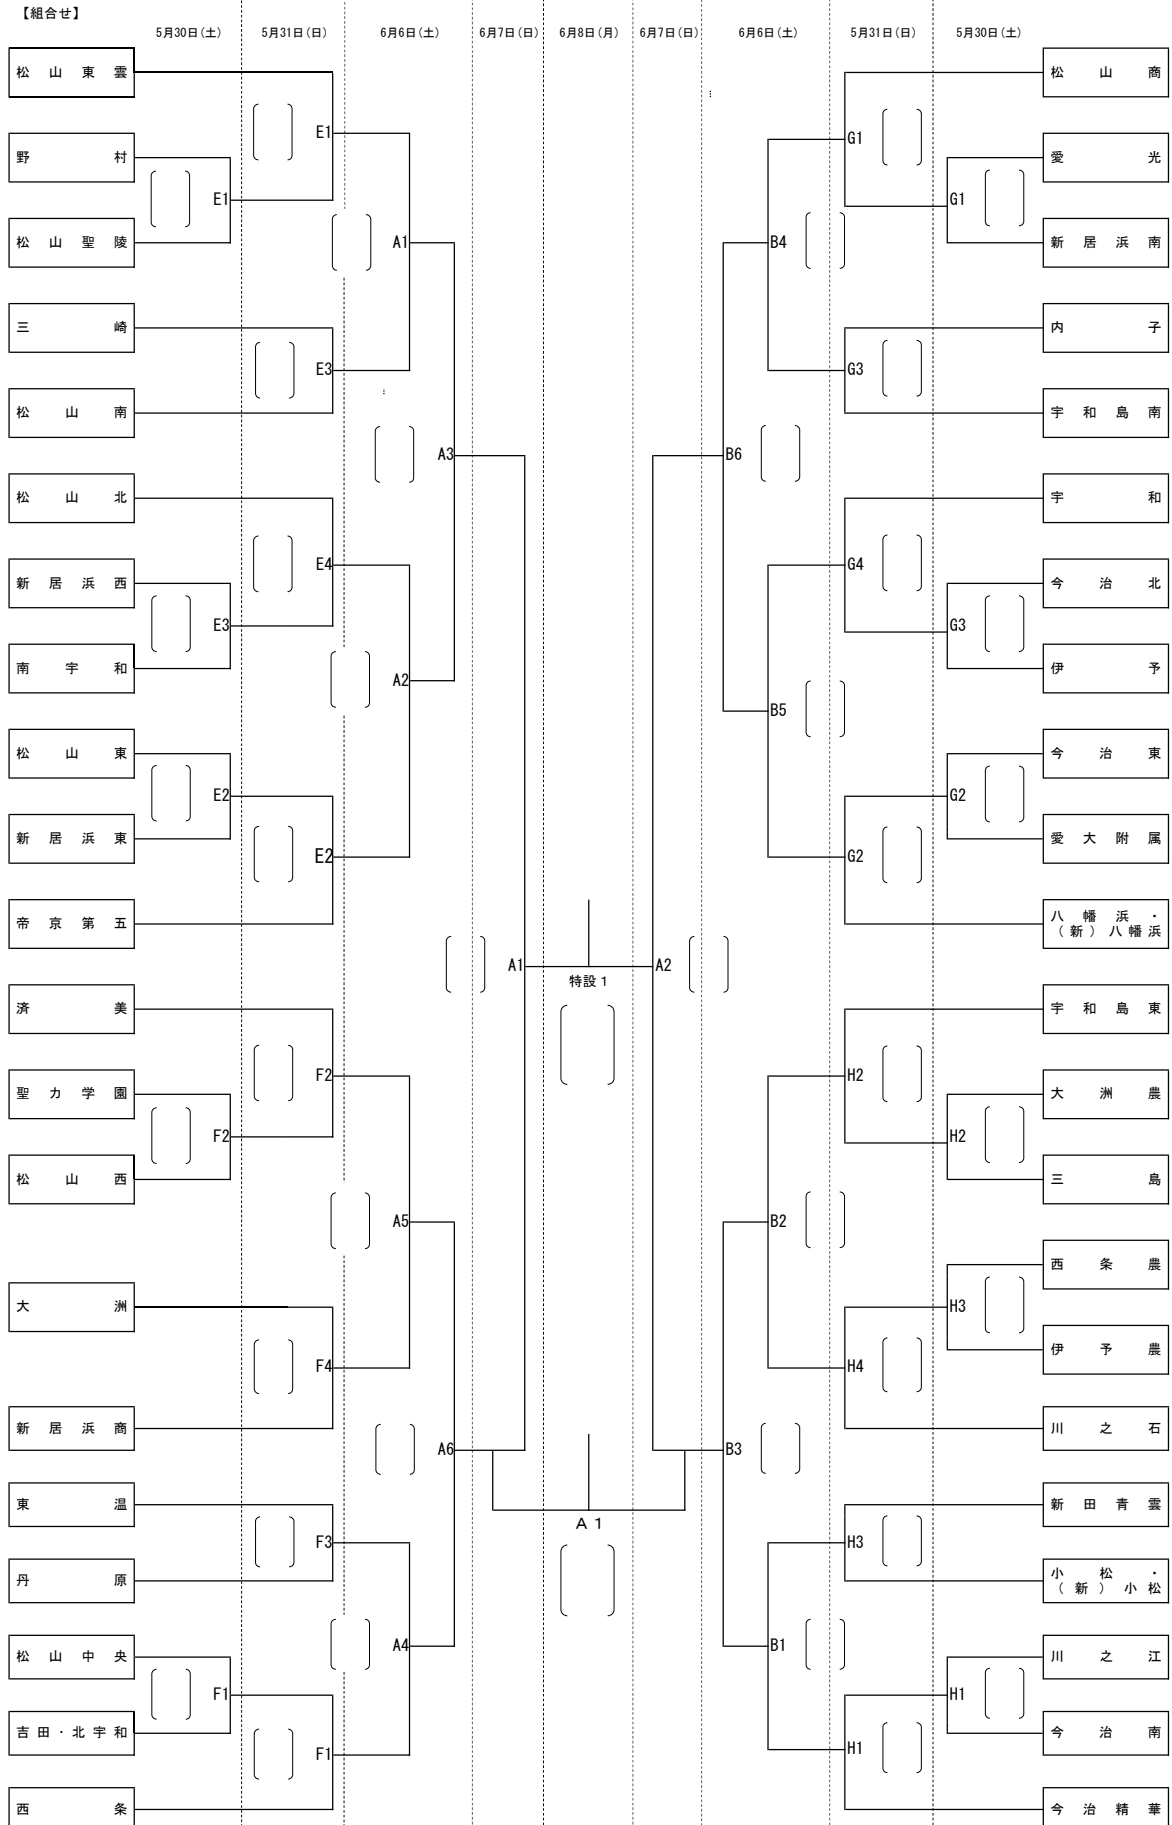 【組合せ】
5月30日(土) 5月31日(日) 6月6日(土) 6月7日(日) 6月8日(月) 6月7日(日) 6月6日(土) 5月31日(日) 5月30日(土)
松山東雲 松山商
E1 G1
野村 愛光
E1 G1
松山聖陵 A1 B4 新居浜南
三崎 内子
E3 G3
松山南 宇和島南
A3 B6
松山北 宇和
E4 G4
新居浜西 今治北
E3 G3
南宇和 A2 伊予
B5
松山東 今治東
E2 G2
新居浜東 愛大附属
E2 G2
帝京第五 八幡浜・
(新)八幡浜
A1 A2
特設1
済美 宇和島東
F2 H2
聖カ学園 大洲農
F2 H2
松山西 三島
A5 B2
西条農
大洲 H3
伊予農
F4 H4
新居浜商 川之石
A6 B3
東温 新田青雲
A1
F3 H3
丹原 小松・
(新)小松
松山中央 A4 B1 川之江
F1 H1
吉田・北宇和 今治南
F1 H1
西条 今治精華